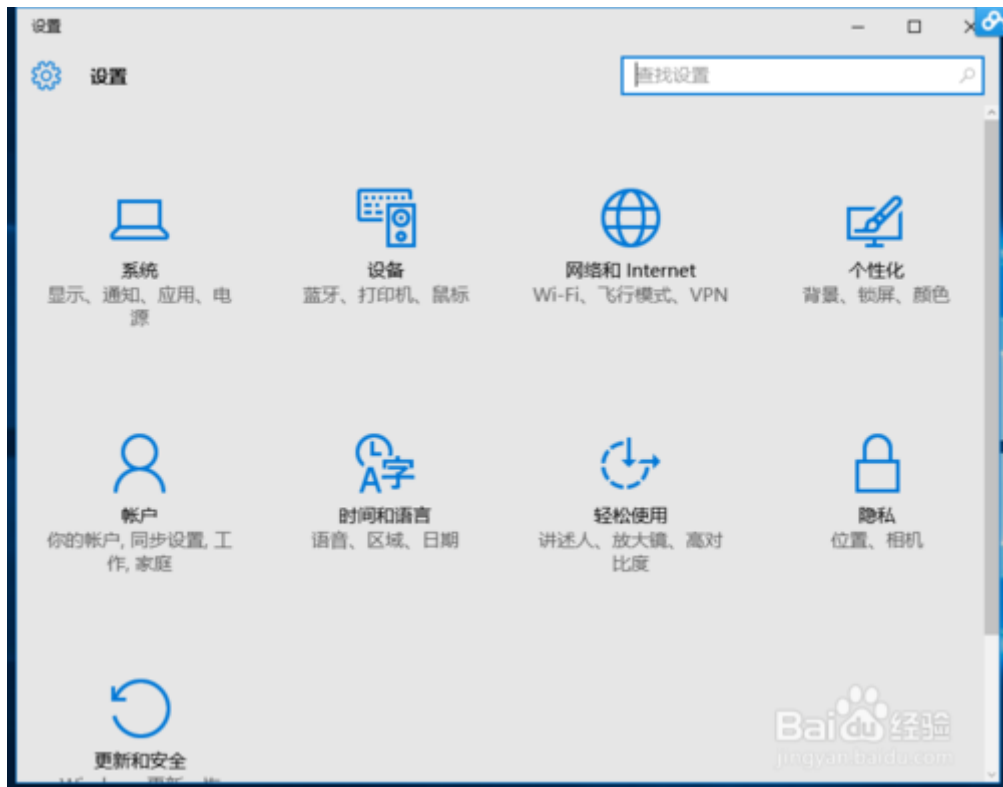 设置
设置
查找设置
系统
显示、通知、应用、电
源
设备
蓝牙、打印机、鼠标
网络和 Internet
Wi-Fi、飞行模式、VPN
个性化
背景、锁屏、颜色
帐户
你的帐户, 同步设置, 工
作, 家庭
时间和语言
语音、区域、日期
轻松使用
讲述人、放大镜、高对
比度
隐私
位置、相机
更新和安全
Bai du 经验
jingyan.baidu.com